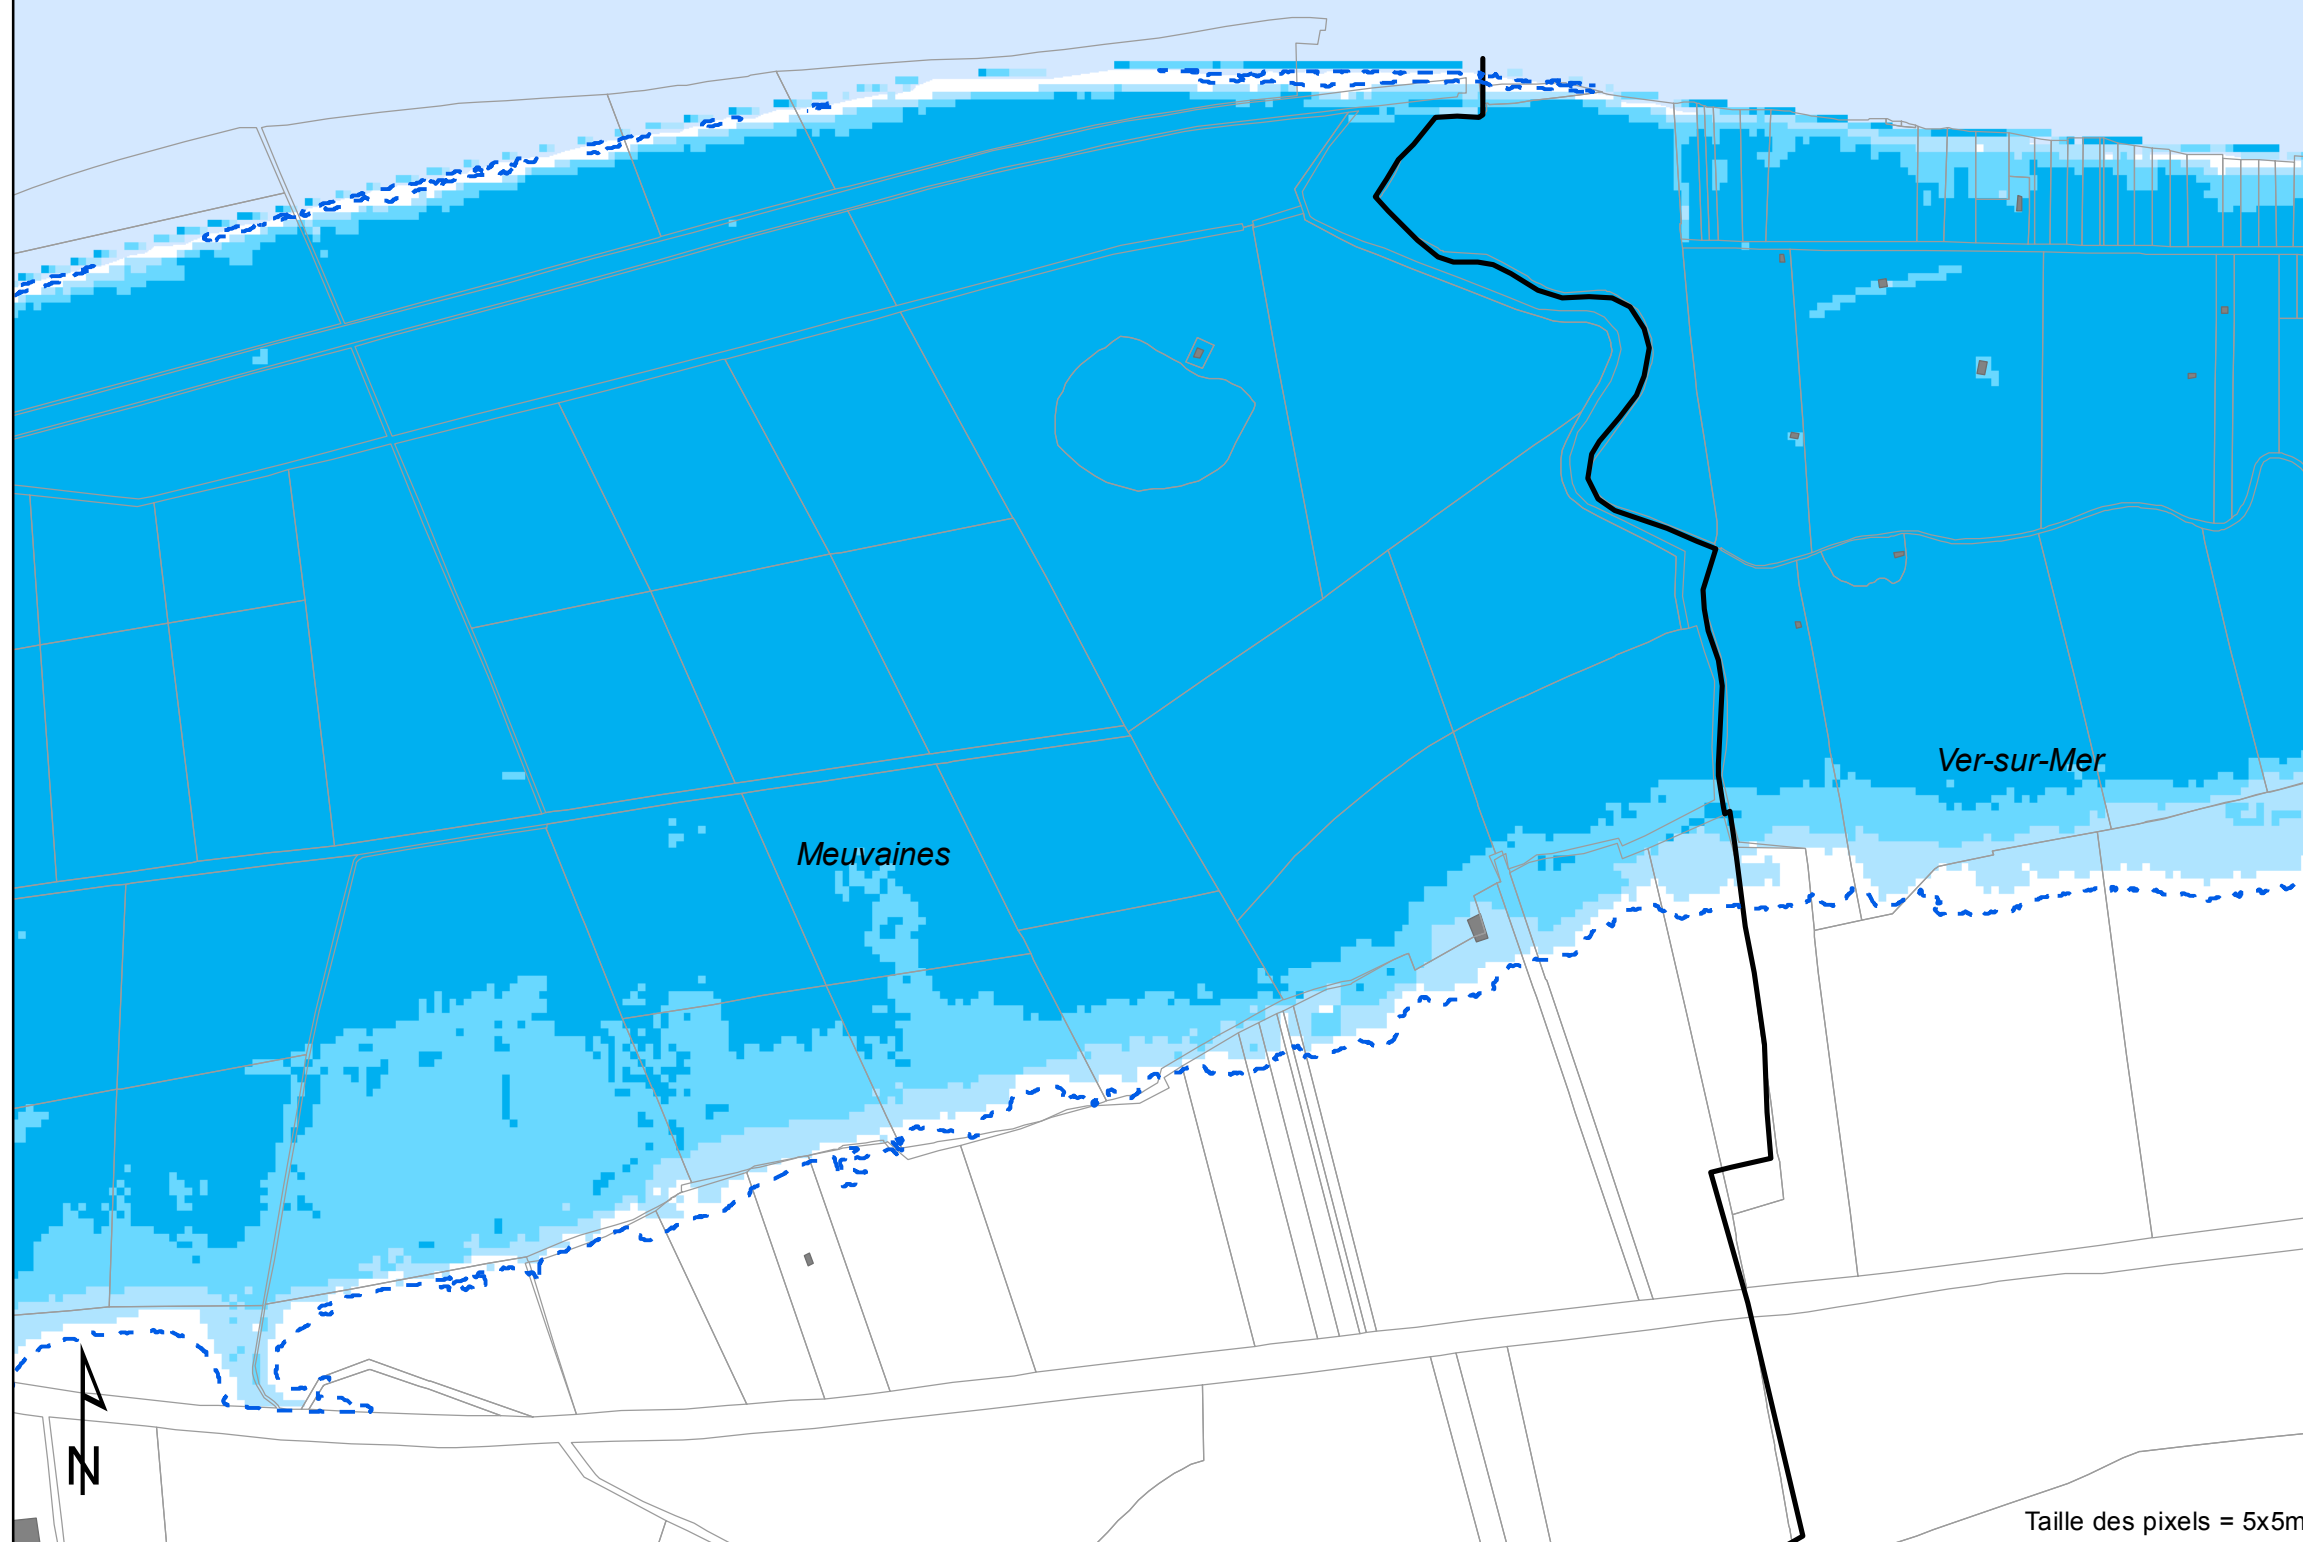 Ver-sur-Mer
Meuvaines
N
Taille des pixels = 5x5m